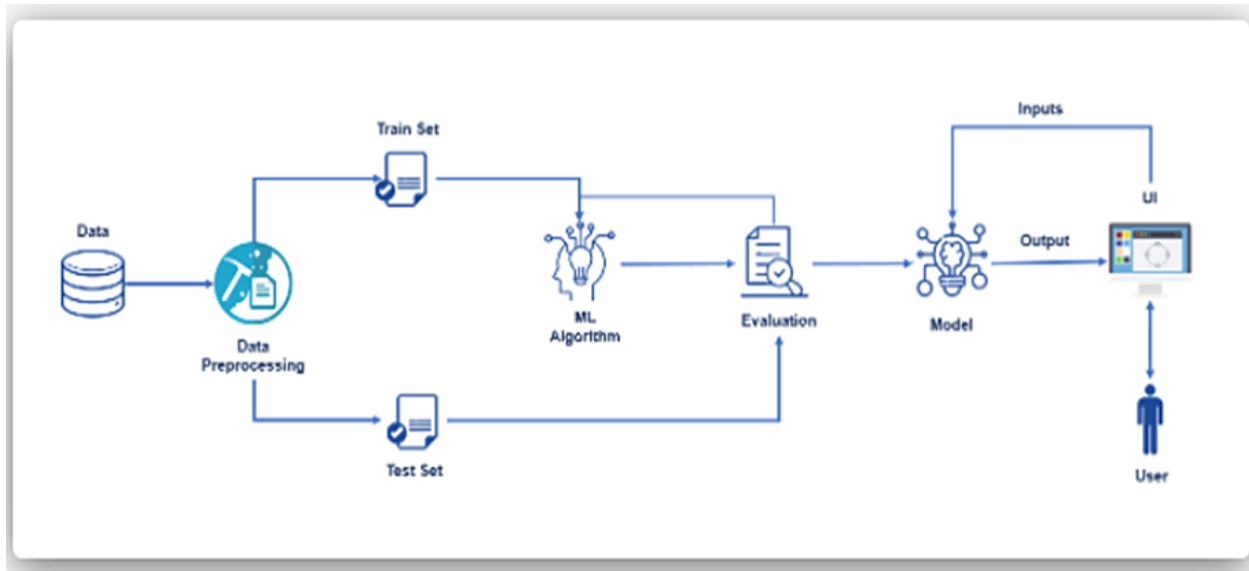 Inputs
Train Set
UI
Data
Output
ML
Algorithm
Evaluation
Model
Data
Preprocessing
Test Set
User